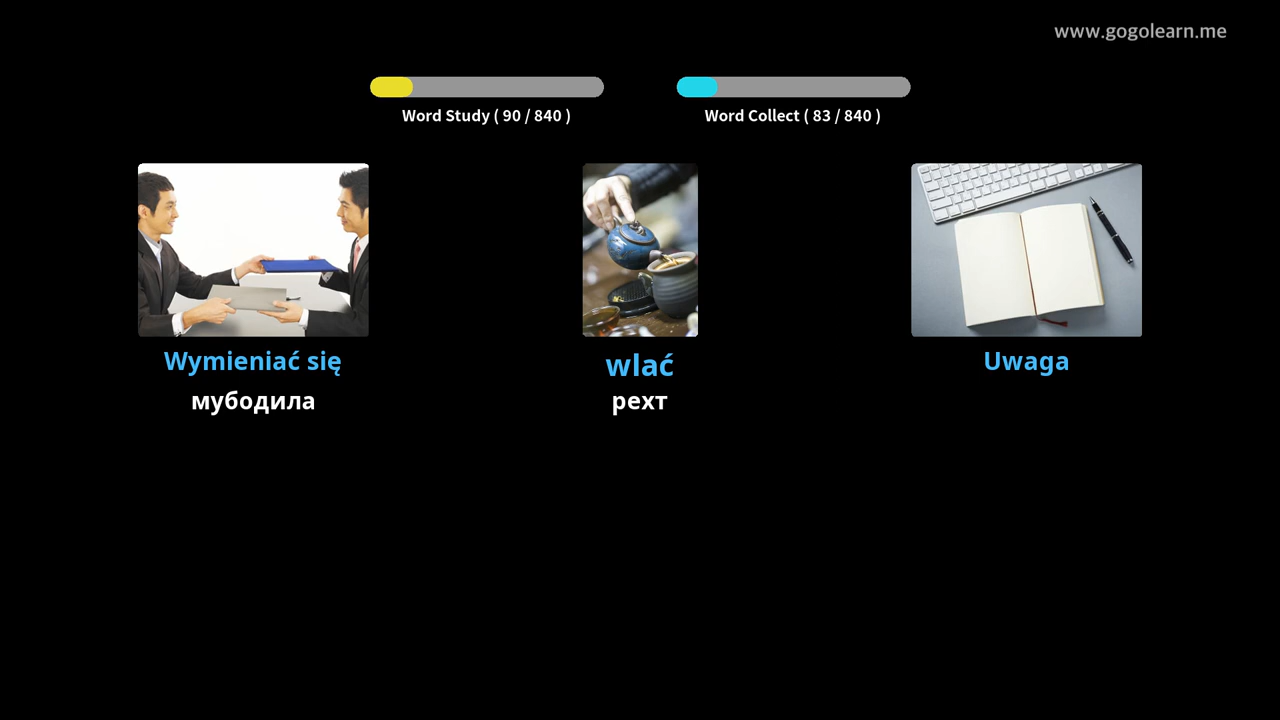 www.gogolearn.me
Word Study ( 90 / 840 )
Word Collect ( 83 / 840 )
Wymieniać się
мубодила
wlać
рехт
Uwaga